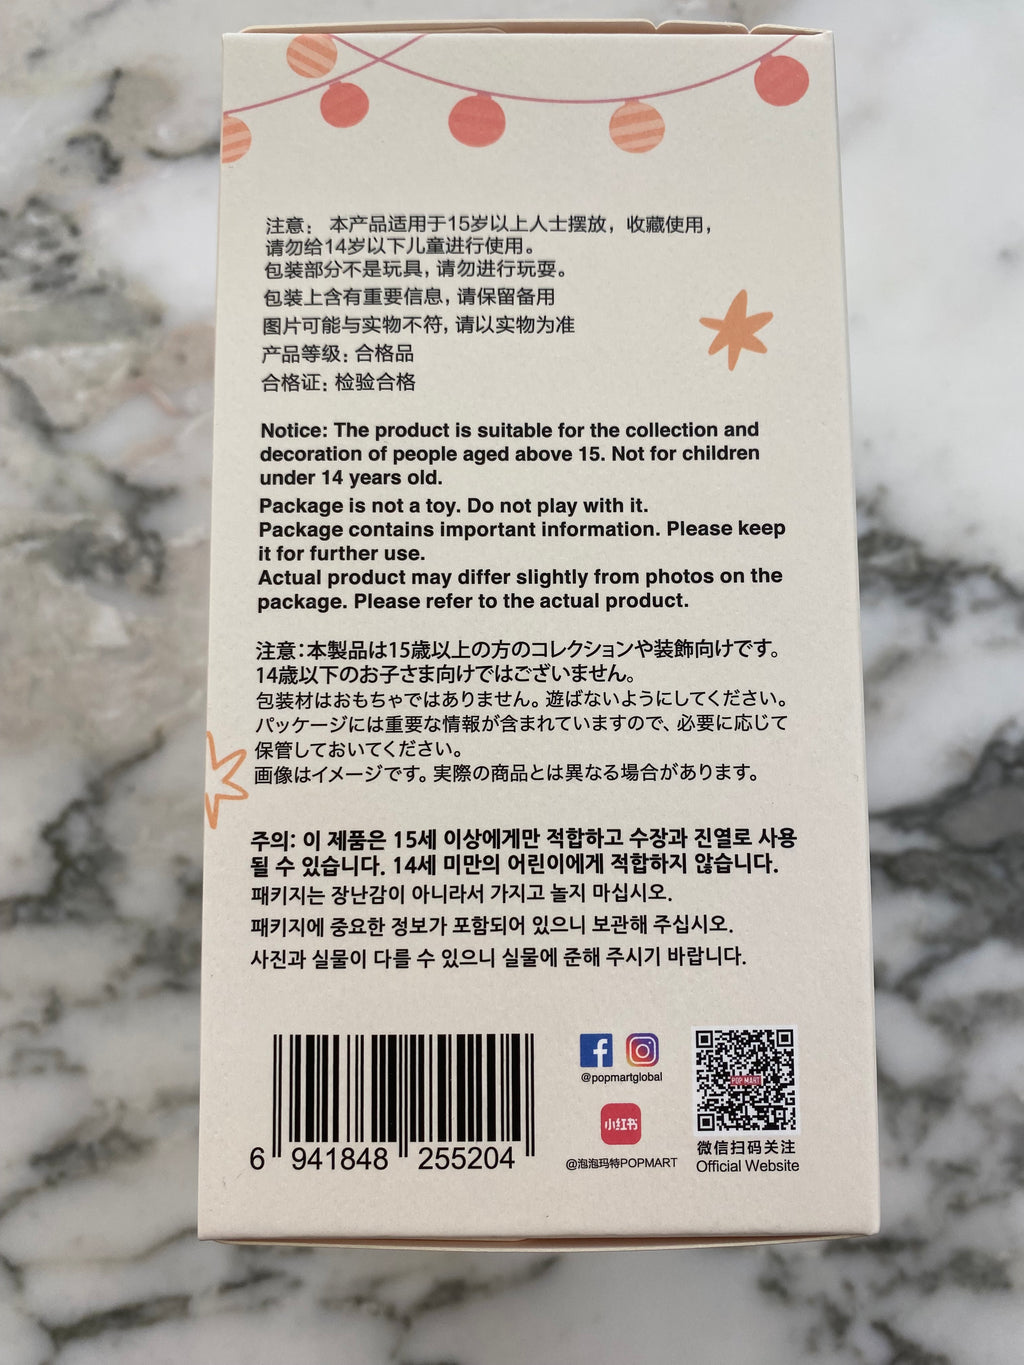 注意： 本产品适用于15岁以上人士摆放，收藏使用，
请勿给14岁以下儿童进行使用。
包装部分不是玩具，请勿进行玩耍。
包装上含有重要信息，请保留备用
图片可能与实物不符，请以实物为准
产品等级：合格品
合格证：检验合格
Notice: The product is suitable for the collection and
decoration of people aged above 15. Not for children
under 14 years old.
Package is not a toy. Do not play with it.
Package contains important information. Please keep
it for further use.
Actual product may differ slightly from photos on the
package. Please refer to the actual product.
注意：本製品は15歳以上の方のコレクションや装飾向けです。
14歳以下のお子さま向けではございません。
包装材はおもちゃではありません。遊ばないようにしてください。
パッケージには重要な情報が含まれていますので、必要に応じて
保管しておいてください。
画像はイメージです。実際の商品とは異なる場合があります。
주의: 이 제품은 15세 이상에게만 적합하고 수장과 진열로 사용
될 수 있습니다. 14세 미만의 어린이에게 적합하지 않습니다.
패키지는 장난감이 아니라서 가지고 놀지 마십시오.
패키지에 중요한 정보가 포함되어 있으니 보관해 주십시오.
사진과 실물이 다를 수 있으니 실물에 준해 주시기 바랍니다.
6 941848 255204
@popmartglobal
小红书
@泡泡玛特POPMART
POP MART
微信扫码关注
Official Website